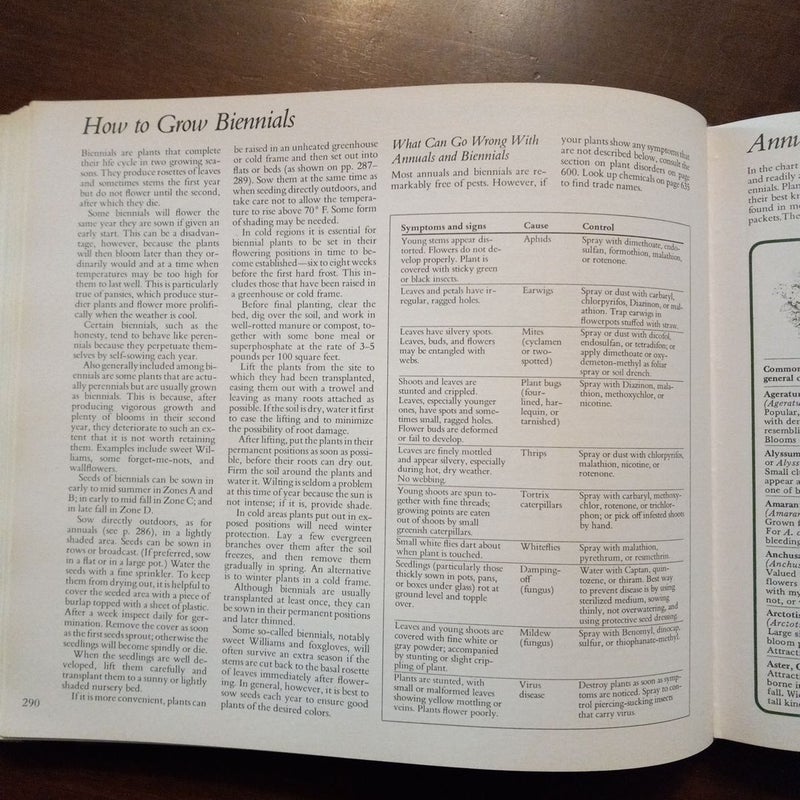 How to Grow Biennials
Biennials are plants that complete
their life cycle in two growing sea-
sons. They produce rosettes of leaves
and sometimes stems the first year
but do not flower until the second,
after which they die.
Some biennials will flower the
same year they are sown if given an
early start. This can be a disadvan-
tage, however, because the plants
will then bloom later than they or-
dinarily would and at a time when
temperatures may be too high for
them to last well. This is particularly
true of pansies, which produce stur-
dier plants and flower more prolifi-
cally when the weather is cool.
Certain biennials, such as the
honesty, tend to behave like peren-
nials because they perpetuate them-
selves by self-sowing each year.
Also generally included among bi-
ennials are some plants that are actu-
ally perennials but are usually grown
as biennials. This is because, after
producing vigorous growth and
plenty of blooms in their second
year, they deteriorate to such an ex-
tent that it is not worth retaining
them. Examples include sweet Wil-
liams, some forget-me-nots, and
wallflowers.
Seeds of biennials can be sown in
early to mid summer in Zones A and
B; in early to mid fall in Zone C; and
in late fall in Zone D.
Sow directly outdoors, as for
annuals (see p. 286), in a lightly
shaded area. Seeds can be sown in
rows or broadcast. (If preferred, sow
in a flat or in a large pot.) Water the
seeds with a fine sprinkler. To keep
them from drying out, it is helpful to
cover the seeded area with a piece of
burlap topped with a sheet of plastic.
After a week inspect daily for ger-
mination. Remove the cover as soon
as the first seeds sprout; otherwise the
seedlings will become spindly or die.
When the seedlings are well de-
veloped, lift them carefully and
transplant them to a sunny or lightly
shaded nursery bed.
If it is more convenient, plants can
290
be raised in an unheated greenhouse
or cold frame and then set out into
flats or beds (as shown on pp. 287–
289). Sow them at the same time as
when seeding directly outdoors, and
take care not to allow the tempera-
ture to rise above 70° F. Some form
of shading may be needed.
In cold regions it is essential for
biennial plants to be set in their
flowering positions in time to be-
come established—six to eight weeks
before the first hard frost. This in-
cludes those that have been raised in
a greenhouse or cold frame.
Before final planting, clear the
bed, dig over the soil, and work in
well-rotted manure or compost, to-
gether with some bone meal or
superphosphate at the rate of 3–5
pounds per 100 square feet.
Lift the plants from the site to
which they had been transplanted,
easing them out with a trowel and
leaving as many roots attached as
possible. If the soil is dry, water it first
to ease the lifting and to minimize
the possibility of root damage.
After lifting, put the plants in their
permanent positions as soon as possi-
ble, before their roots can dry out.
Firm the soil around the plants and
water it. Wilting is seldom a problem
at this time of year because the sun is
not intense; if it is, provide shade.
In cold areas plants put out in ex-
posed positions will need winter
protection. Lay a few evergreen
branches over them after the soil
freezes, and then remove them
gradually in spring. An alternative
is to winter plants in a cold frame.
Although biennials are usually
transplanted at least once, they can
be sown in their permanent positions
and later thinned.
Some so-called biennials, notably
sweet Williams and foxgloves, will
often survive an extra season if the
stems are cut back to the basal rosette
of leaves immediately after flower-
ing. In general, however, it is best to
sow seeds each year to ensure good
plants of the desired colors.
What Can Go Wrong With
Annuals and Biennials
Most annuals and biennials are re-
markably free of pests. However, if
your plants show any symptoms that
are not described below, consult the
section on plant disorders on page
600. Look up chemicals on page 635
to find trade names.
Symptoms and signs Cause Control
Young stems appear dis- Aphids Spray with dimethoate, endo-
torted. Flowers do not de- sulfan, formothion, malathion,
velop properly. Plant is or rotenone.
covered with sticky green
or black insects.
Leaves and petals have ir- Earwigs Spray or dust with carbaryl,
regular, ragged holes. chlorpyrifos, Diazinon, or mal-
athion. Trap earwigs in
flowerpots stuffed with straw.
Leaves have silvery spots. Mites Spray or dust with dicofol,
Leaves, buds, and flowers (cyclamen endosulfan, or tetradifon; or
may be entangled with or two- apply dimethoate or oxy-
webs. spotted) demeton-methyl as foliar
spray or soil drench.
Shoots and leaves are Plant bugs Spray with Diazinon, mala-
stunted and crippled. (four- thion, methoxychlor, or
Leaves, especially younger lined, har- nicotine.
ones, have spots and some- lequin, or
times small, ragged holes. tarnished)
Flower buds are deformed
or fail to develop.
Leaves are finely mottled Thrips Spray or dust with chlorpyrifos,
and appear silvery, especially malathion, nicotine, or
during hot, dry weather. rotenone.
No webbing.
Young shoots are spun to- Tortrix Spray with carbaryl, methoxy-
gether with fine threads; caterpillars chlor, rotenone, or trichlor-
growing points are eaten phon; or pick off infested shoots
out of shoots by small by hand.
greenish caterpillars.
Small white flies dart about Whiteflies Spray with malathion,
when plant is touched. pyrethrum, or resmethrin.
Seedlings (particularly those Damping- Water with Captan, quin-
thickly sown in pots, pans, off tozene, or thiram. Best way
or boxes under glass) rot at (fungus) to prevent disease is by using
ground level and topple sterilized medium, sowing
over. thinly, not overwatering, and
using protective seed dressing.
Leaves and young shoots are Mildew Spray with Benomyl, dinocap,
covered with fine white or (fungus) sulfur, or thiophanate-methyl.
gray powder; accompanied
by stunting or slight crip-
pling of plant.
Plants are stunted, with Virus Destroy plants as soon as symp-
small or malformed leaves disease toms are noticed. Spray to con-
showing yellow mottling or trol piercing-sucking insects
veins. Plants flower poorly. that carry virus.
Annu
In the chart
and readily a
ennials. Plan
their best kn
found in m
packets. The
Common
general c
Ageratur
(Agerat
Popular,
with den
resembli
Blooms
Alyssum
or Alyss
Small cl
appear a
one of b
Amaran
(Amaran
Grown f
For A. c
bleeding
Anchusa
(Anchus
Valued
flowers
with my
not, or
Arctotis
(Arctot
Large s
bloom p
Attract
Aster, C
Attract
borne i
fall. Wi
tall kin